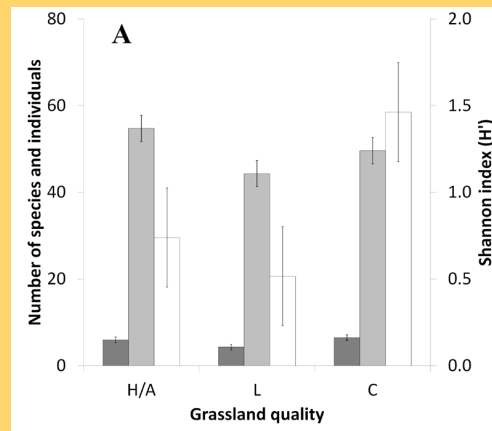 A
80
60
40
20
0
Number of species and individuals
2.0
1.5
1.0
0.5
0.0
Shannon index (H')
H/A L C
Grassland quality